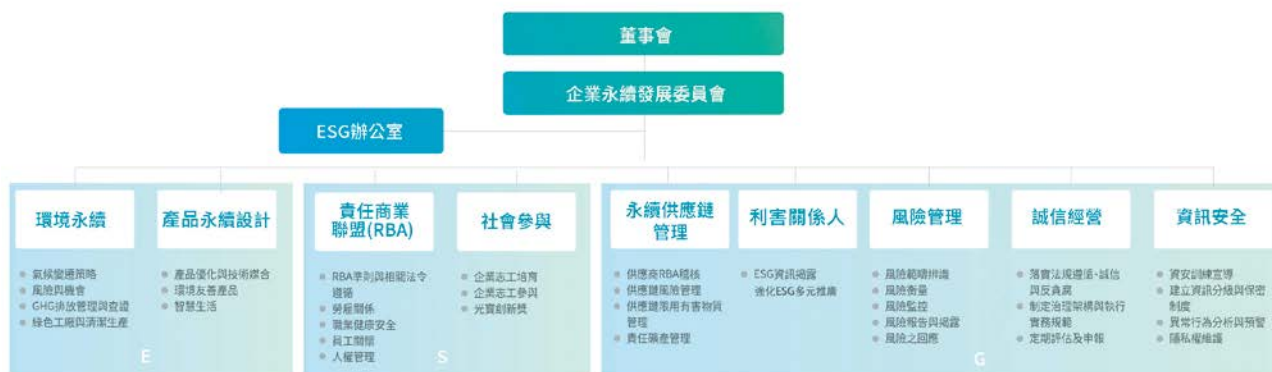 董事會
企業永續發展委員會
ESG辦公室
環境永續
氣候變遷策略
風險與機會
GHG排放管理與查證
綠色工廠與清潔生產
產品永續設計
產品優化與技術媒合
環境友善產品
智慧生活
E
責任商業
聯盟(RBA)
RBA準則與相關法令
遵循
勞雇關係
職業健康安全
員工關懷
人權管理
社會參與
企業志工培育
企業志工參與
光寶創新獎
S
永續供應鏈
管理
供應商RBA稽核
供應鏈風險管理
供應鏈限用有害物質
管理
責任礦產管理
利害關係人
ESG資訊揭露
強化ESG多元推廣
風險管理
風險範疇辨識
風險衡量
風險監控
風險報告與揭露
風險之回應
誠信經營
落實法規遵循、誠信
與反貪腐
制定治理架構與執行
實務規範
定期評估及申報
資訊安全
資安訓練宣導
建立資訊分級與保密
制度
異常行為分析與預警
隱私權維護
G